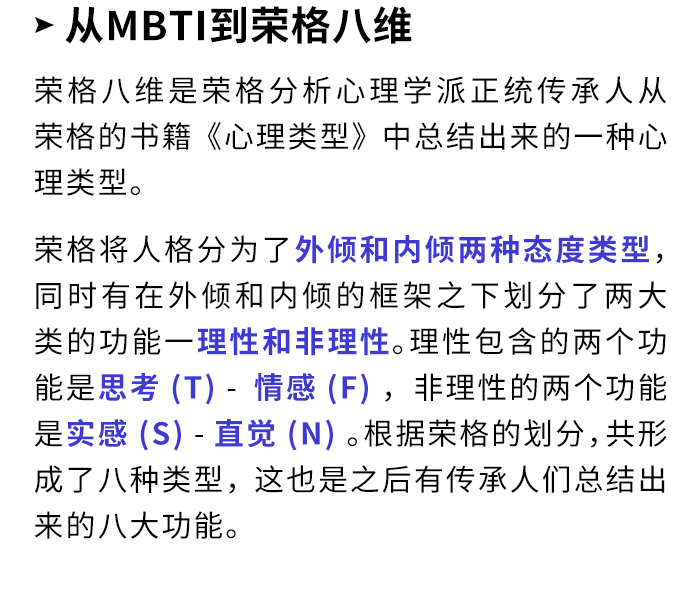 ➤ 从MBTI到荣格八维
荣格八维是荣格分析心理学派正统传承人从
荣格的书籍《心理类型》中总结出来的一种心
理类型。
荣格将人格分为了外倾和内倾两种态度类型，
同时有在外倾和内倾的框架之下划分了两大
类的功能一理性和非理性。理性包含的两个功
能是思考 (T) - 情感 (F) ，非理性的两个功能
是实感 (S) - 直觉 (N) 。根据荣格的划分，共形
成了八种类型，这也是之后有传承人们总结出
来的八大功能。